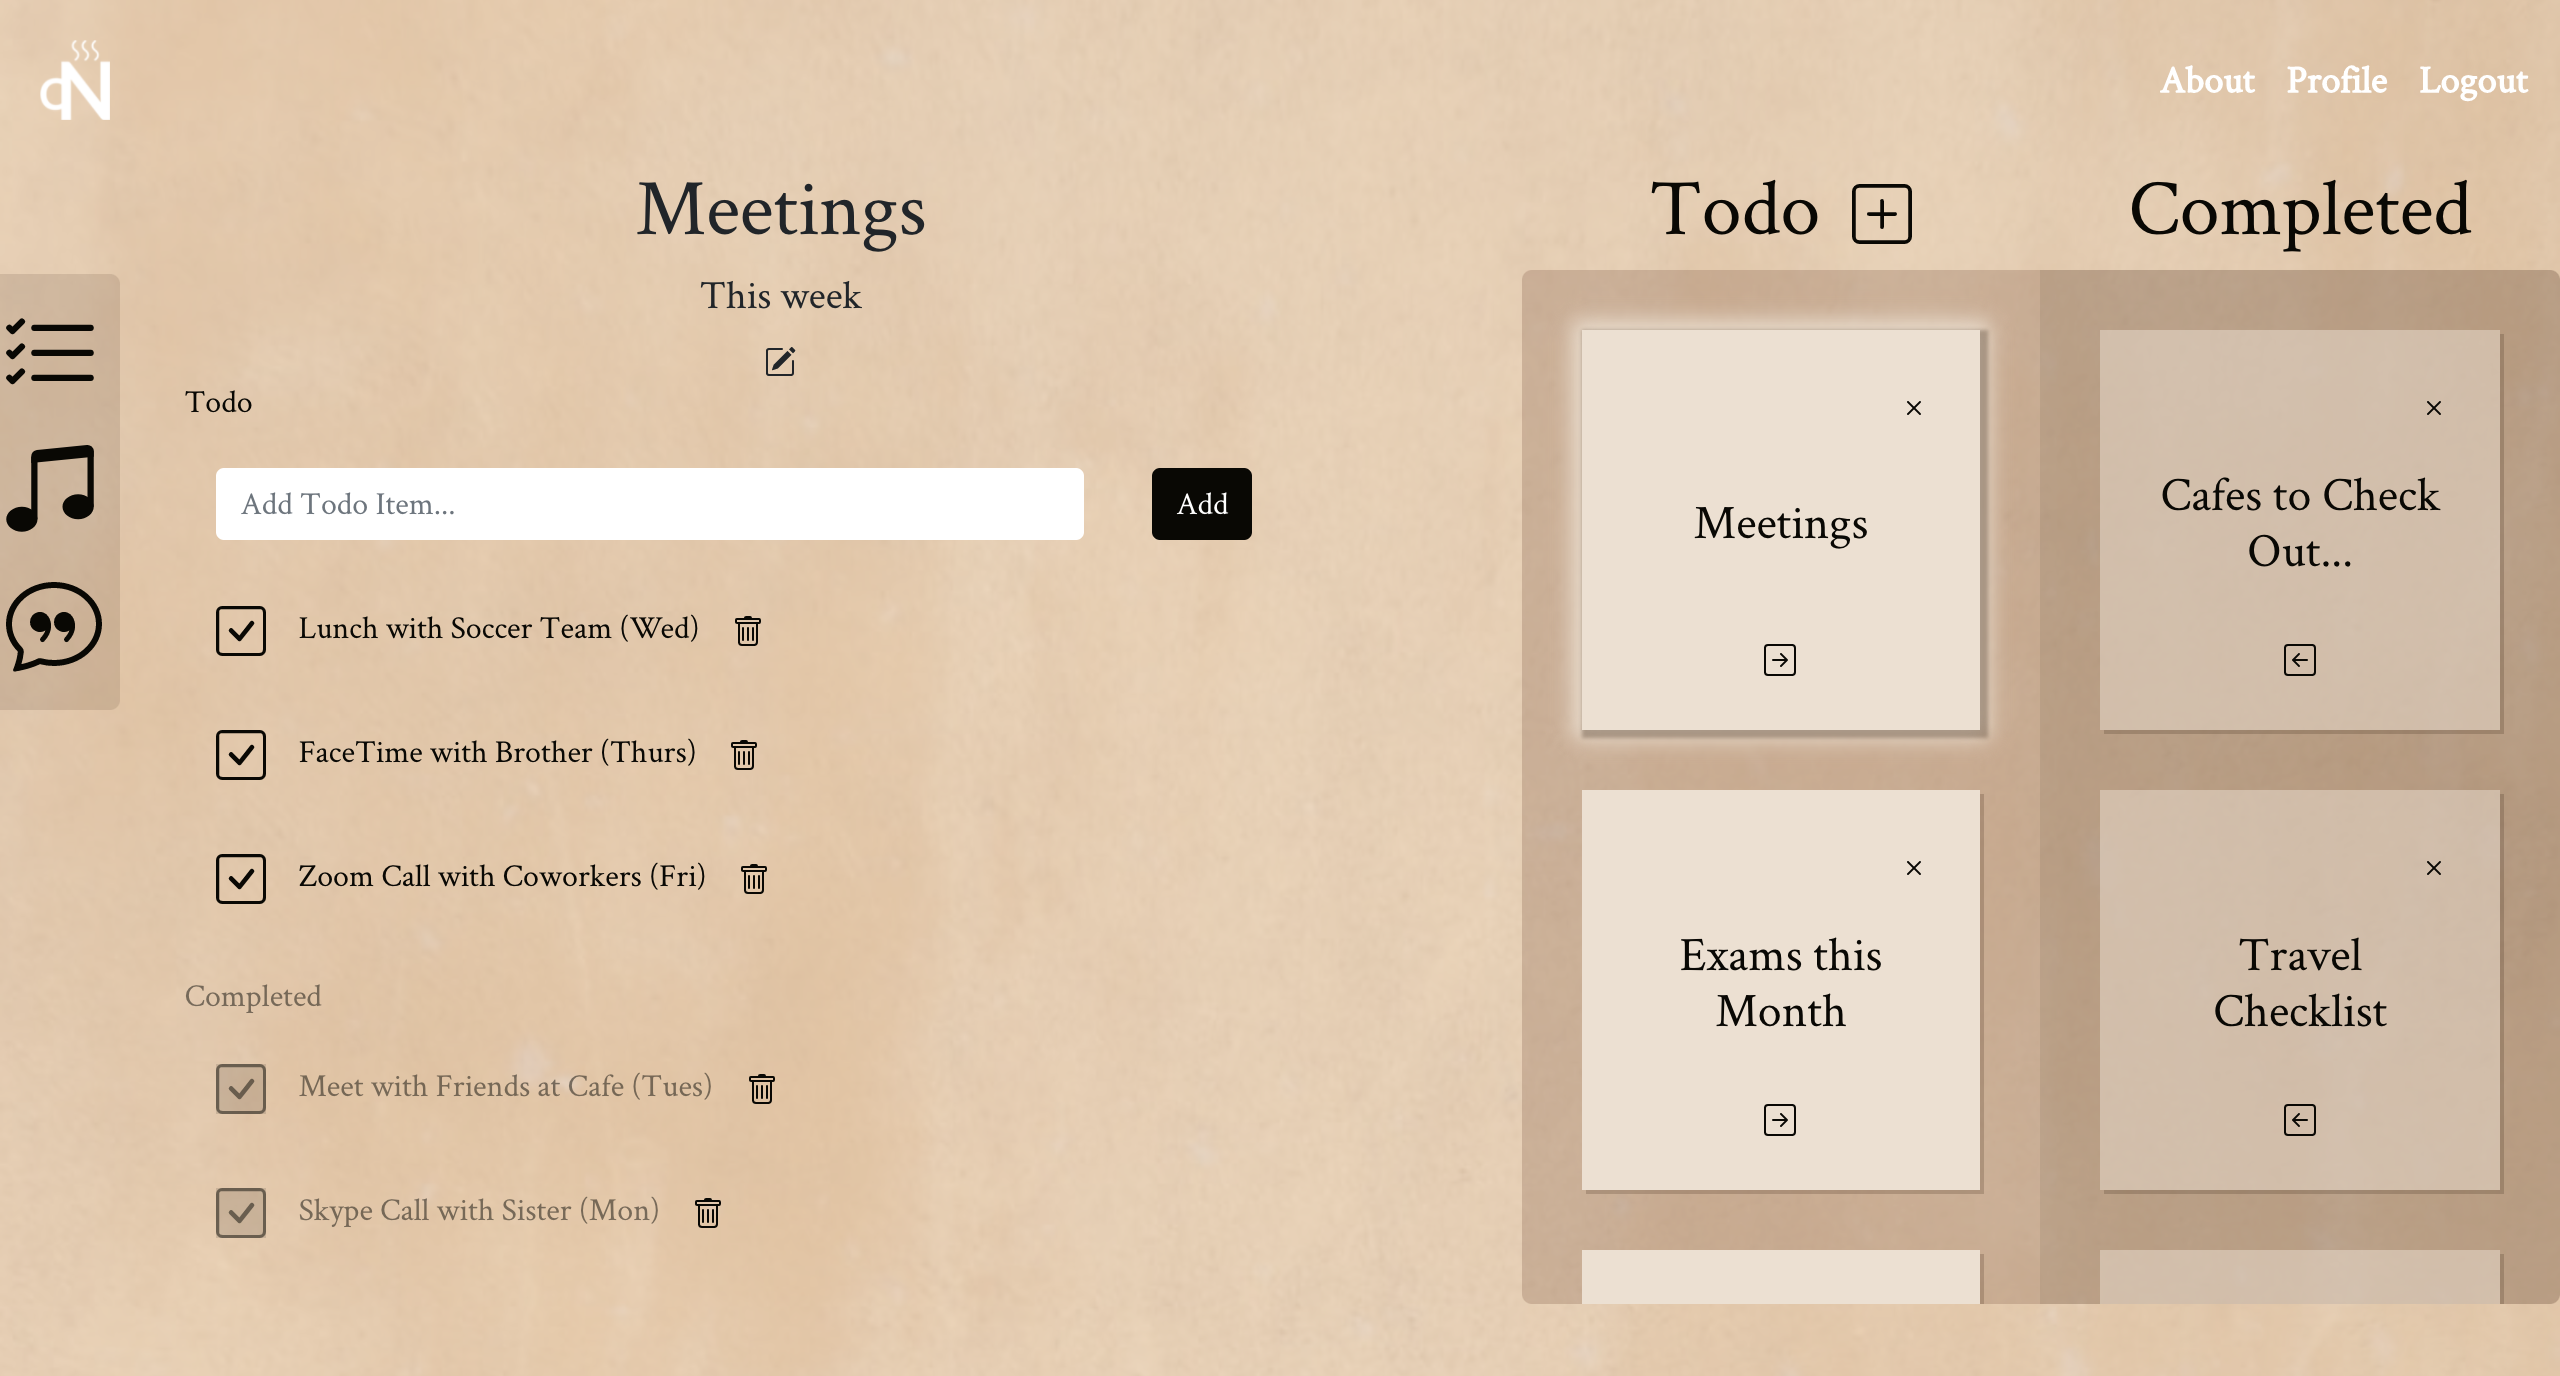 cN
About Profile Logout
Meetings
This week
Todo
Add Todo Item...
Add
Lunch with Soccer Team (Wed)
FaceTime with Brother (Thurs)
Zoom Call with Coworkers (Fri)
Completed
Meet with Friends at Cafe (Tues)
Skype Call with Sister (Mon)
Todo
Meetings
Exams this
Month
Completed
Cafes to Check
Out...
Travel
Checklist